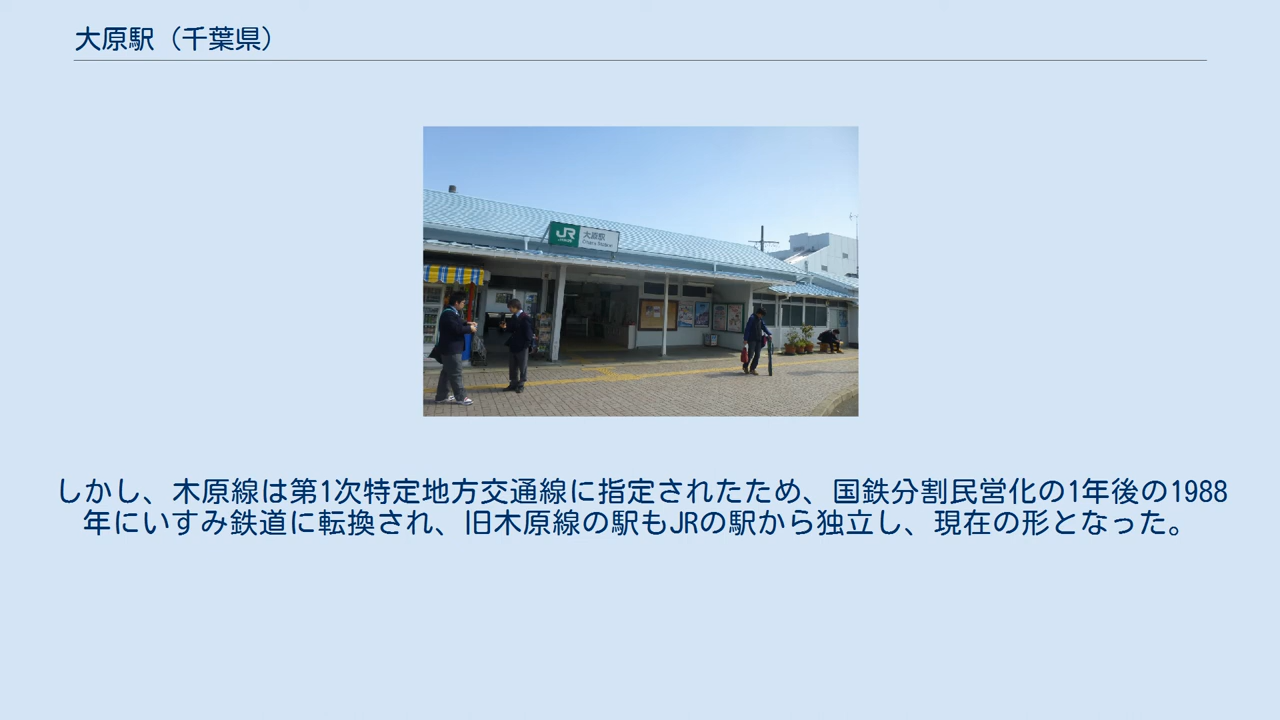 大原駅（千葉県）
JR 大原駅
しかし、木原線は第1次特定地方交通線に指定されたため、国鉄分割民営化の1年後の1988
年にいすみ鉄道に転換され、旧木原線の駅もJRの駅から独立し、現在の形となった。